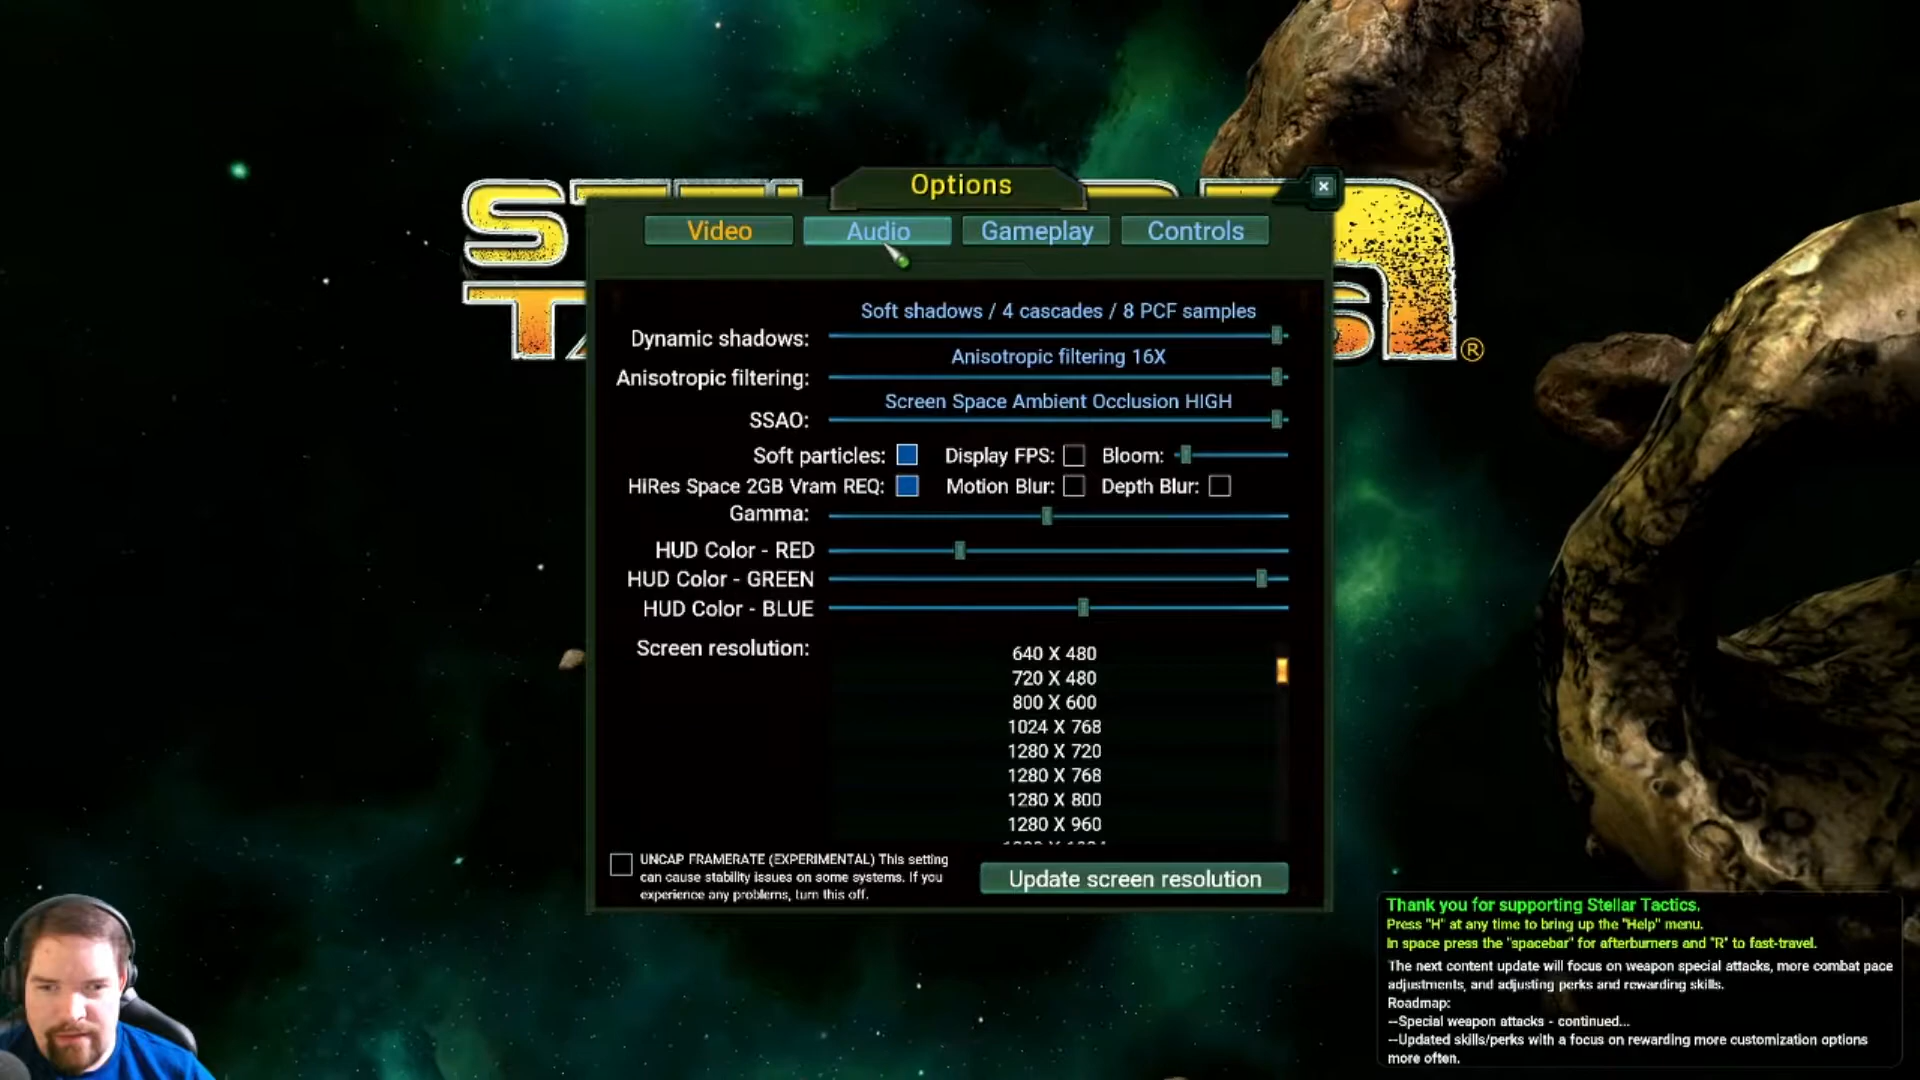 Options
Video Audio Gameplay Controls
Soft shadows / 4 cascades / 8 PCF samples
Dynamic shadows:
Anisotropic filtering 16X
Anisotropic filtering:
Screen Space Ambient Occlusion HIGH
SSAO:
Soft particles: Display FPS: Bloom:
HiRes Space 2GB Vram REQ: Motion Blur: Depth Blur:
Gamma:
HUD Color - RED
HUD Color - GREEN
HUD Color - BLUE
Screen resolution:
640 X 480
720 X 480
800 X 600
1024 X 768
1280 X 720
1280 X 768
1280 X 800
1280 X 960
UNCAP FRAMERATE (EXPERIMENTAL) This setting
can cause stability issues on some systems. If you
experience any problems, turn this off.
Update screen resolution
®
Thank you for supporting Stellar Tactics.
Press "H" at any time to bring up the "Help" menu.
In space press the "spacebar" for afterburners and "R" to fast-travel.
The next content update will focus on weapon special attacks, more combat pace
adjustments, and adjusting perks and rewarding skills.
Roadmap:
--Special weapon attacks - continued...
--Updated skills/perks with a focus on rewarding more customization options
more often.